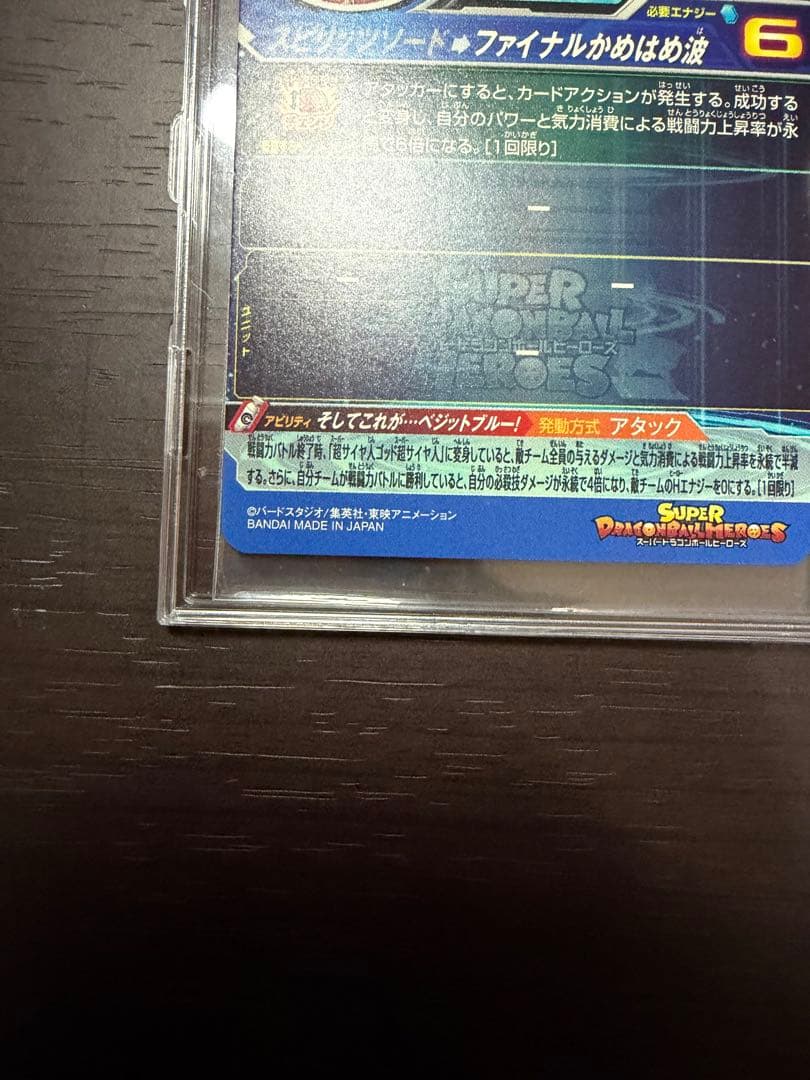 必要エナジー 6
スピリッツソード➡ファイナルかめはめ波
アタッカーにすると、カードアクションが発生する。成功する
変身し、自分のパワーと気力消費による戦闘力上昇率が永
倍になる。[1回限り]
ユニット
SUPER
DRAGONBALL
スーパードラゴンボールヒーローズ
HEROES
アビリティ そしてこれが…ベジットブルー! 発動方式 アタック
戦闘力バトル終了時、「超サイヤ人ゴッド超サイヤ人」に変身していると、敵チーム全員の与えるダメージと気力消費による戦闘力上昇率を永続で半減
する。さらに、自分チームが戦闘力バトルに勝利していると、自分の必殺技ダメージが永続で4倍になり、敵チームのHエナジーを0にする。[1回限り]
©バードスタジオ/集英社・東映アニメーション
BANDAI MADE IN JAPAN
SUPER
DRAGONBALL HEROES
スーパードラゴンボールヒーローズ